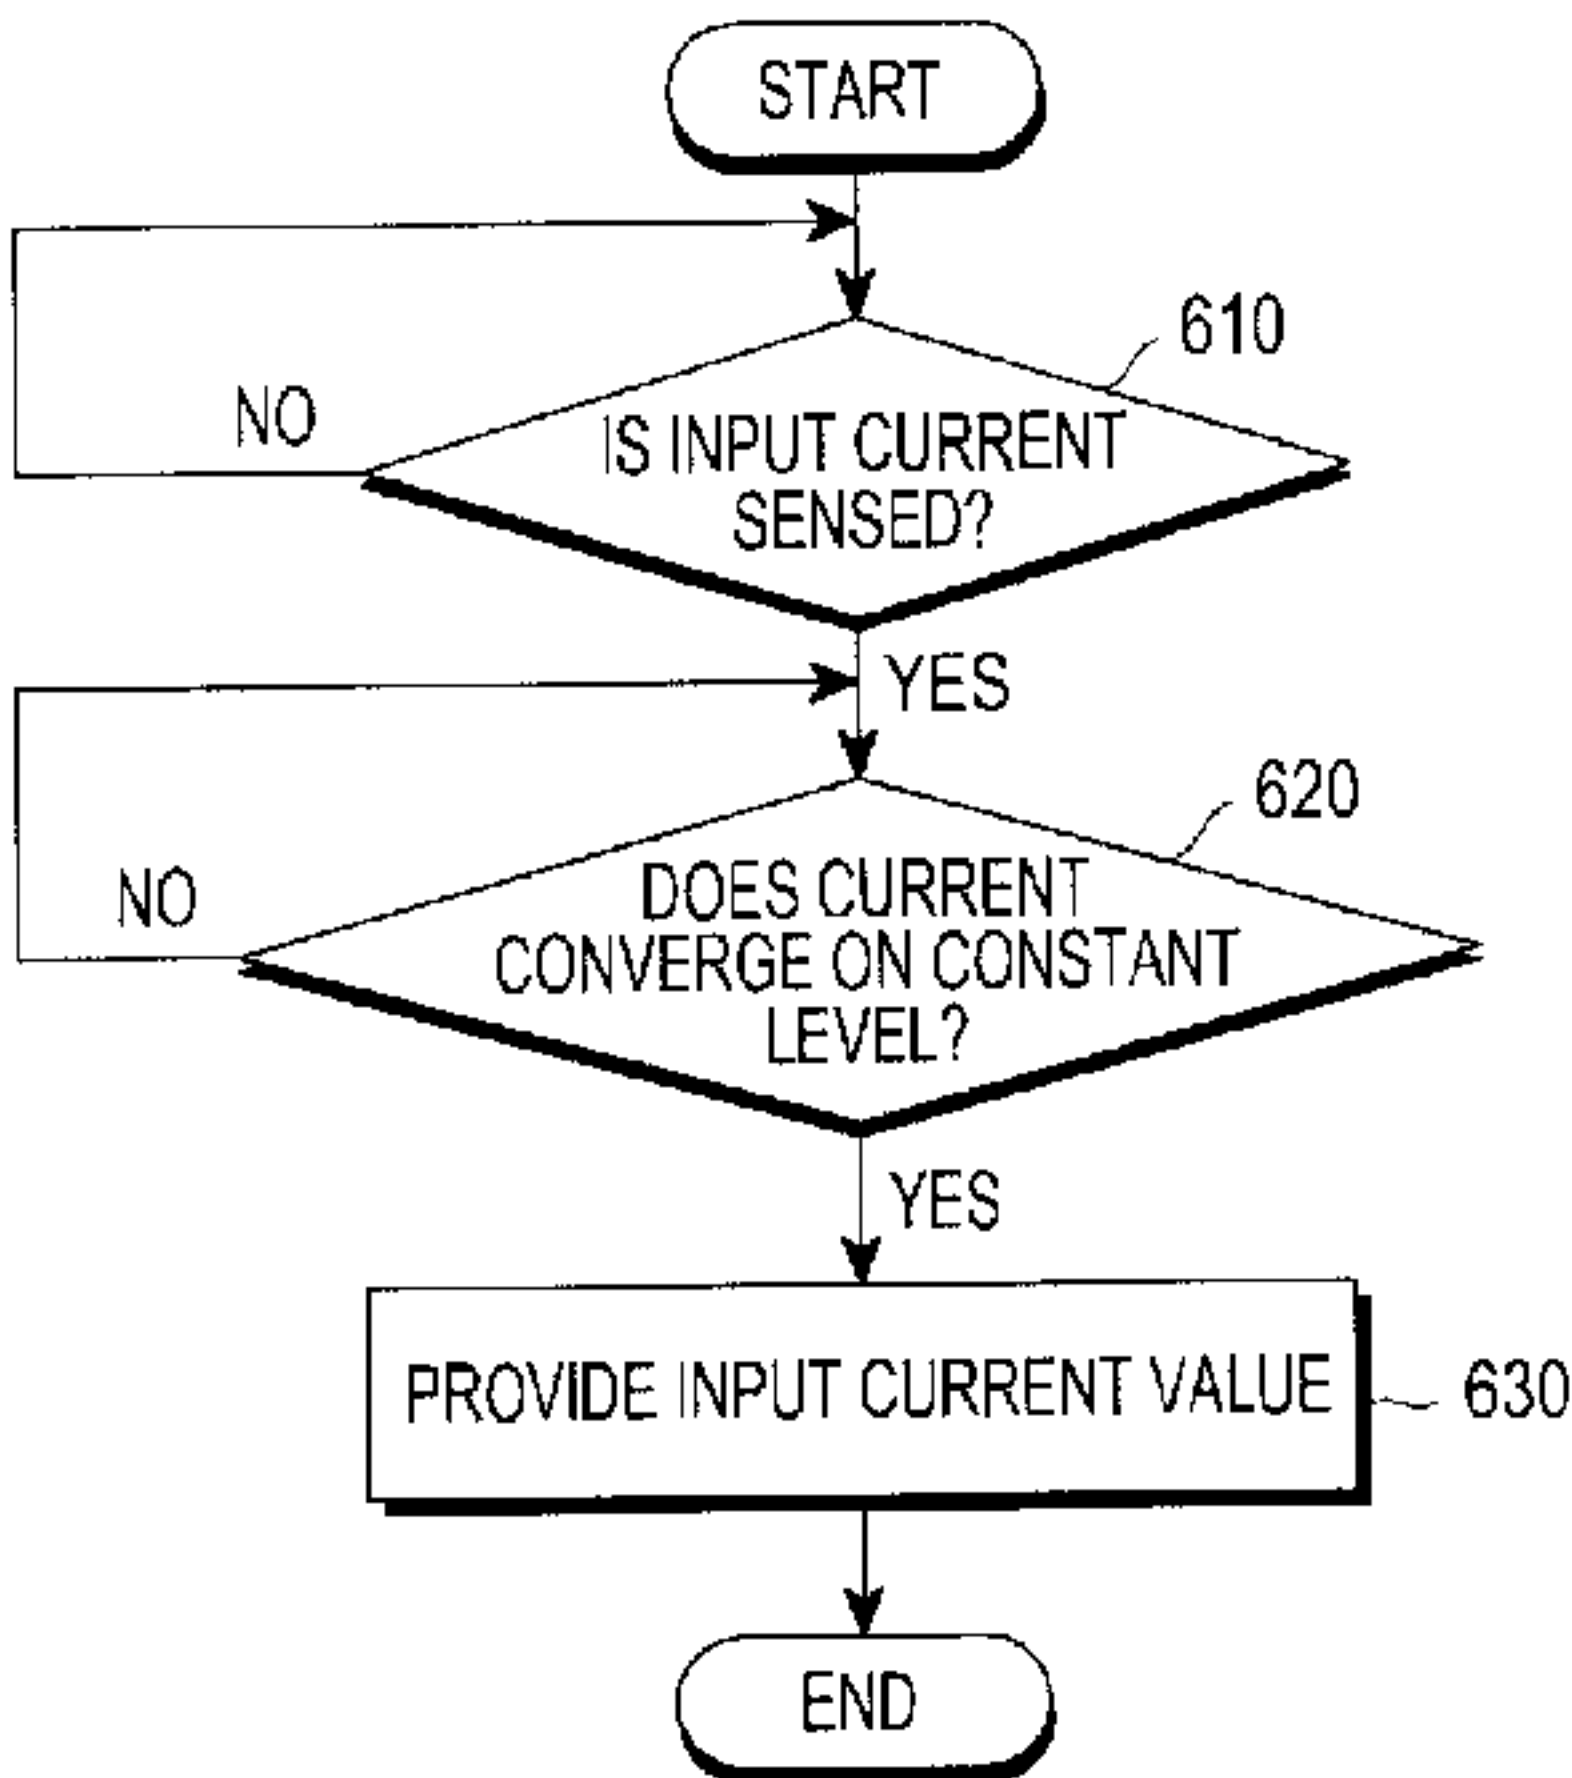 START
610
NO
IS INPUT CURRENT
SENSED?
YES
620
NO
DOES CURRENT
CONVERGE ON CONSTANT
LEVEL?
YES
PROVIDE INPUT CURRENT VALUE
630
END